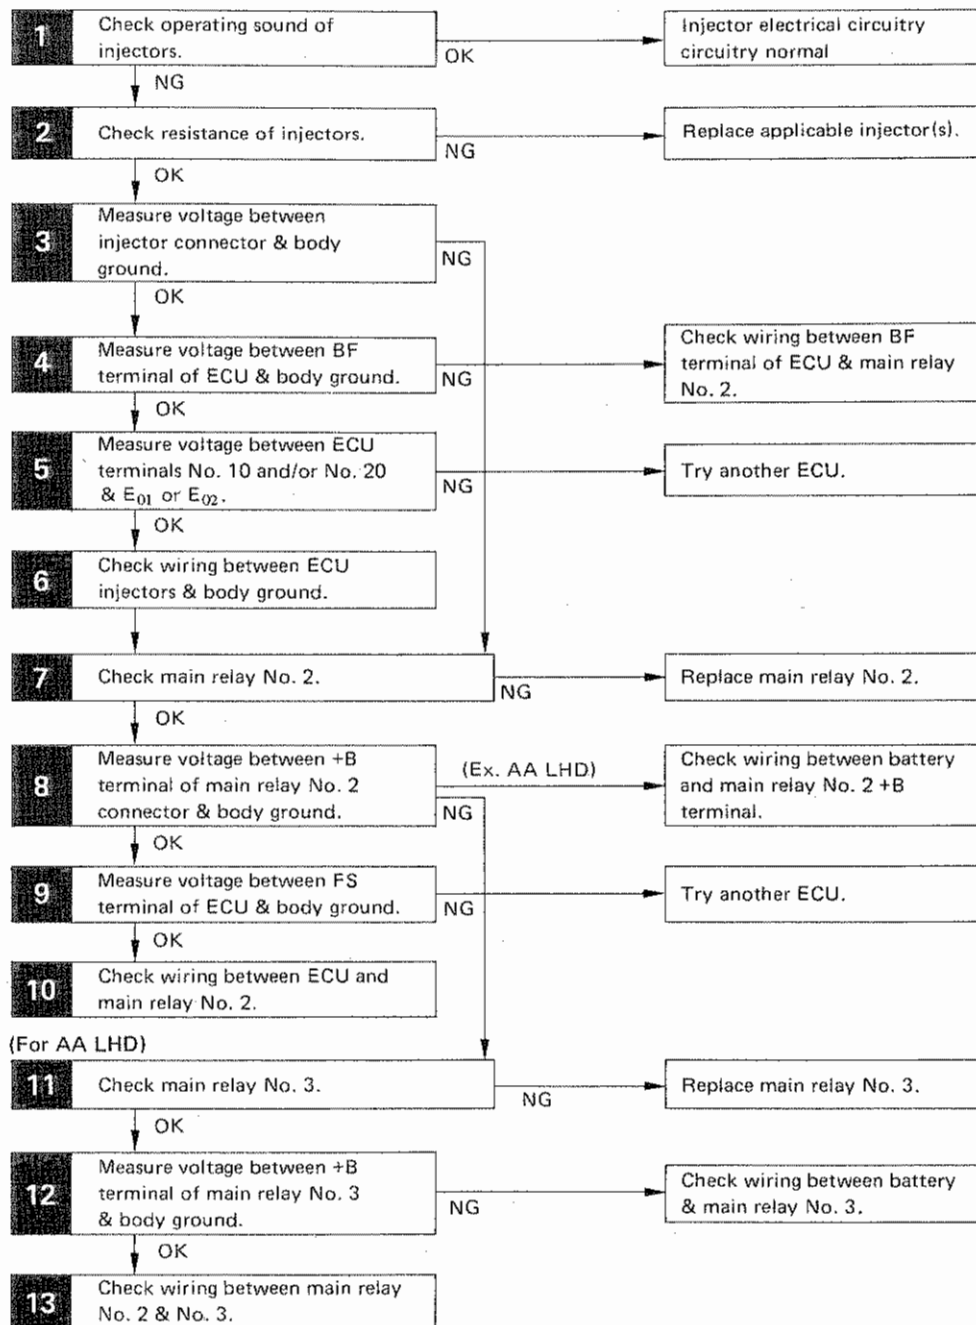 1
Check operating sound of
injectors.
OK
Injector electrical circuitry
circuitry normal
NG
2
Check resistance of injectors.
NG
Replace applicable injector(s).
OK
3
Measure voltage between
injector connector & body
ground.
NG
OK
4
Measure voltage between BF
terminal of ECU & body ground.
NG
Check wiring between BF
terminal of ECU & main relay
No. 2.
OK
5
Measure voltage between ECU
terminals No. 10 and/or No. 20
& E01 or E02.
NG
Try another ECU.
OK
6
Check wiring between ECU
injectors & body ground.
7
Check main relay No. 2.
NG
Replace main relay No. 2.
OK
8
Measure voltage between +B
terminal of main relay No. 2
connector & body ground.
(Ex. AA LHD)
NG
Check wiring between battery
and main relay No. 2 +B
terminal.
OK
9
Measure voltage between FS
terminal of ECU & body ground.
NG
Try another ECU.
OK
10
Check wiring between ECU and
main relay No. 2.
(For AA LHD)
11
Check main relay No. 3.
NG
Replace main relay No. 3.
OK
12
Measure voltage between +B
terminal of main relay No. 3
& body ground.
NG
Check wiring between battery
& main relay No. 3.
OK
13
Check wiring between main relay
No. 2 & No. 3.